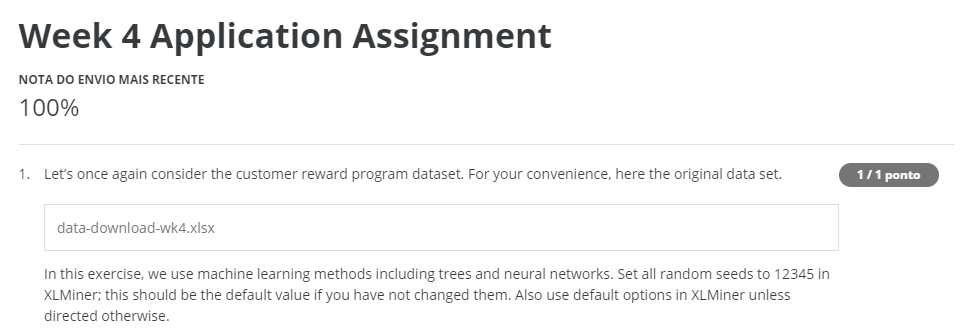 Week 4 Application Assignment
NOTA DO ENVIO MAIS RECENTE
100%
1. Let’s once again consider the customer reward program dataset. For your convenience, here the original data set.
1 / 1 ponto
data-download-wk4.xlsx
In this exercise, we use machine learning methods including trees and neural networks. Set all random seeds to 12345 in
XLMiner; this should be the default value if you have not changed them. Also use default options in XLMiner unless
directed otherwise.